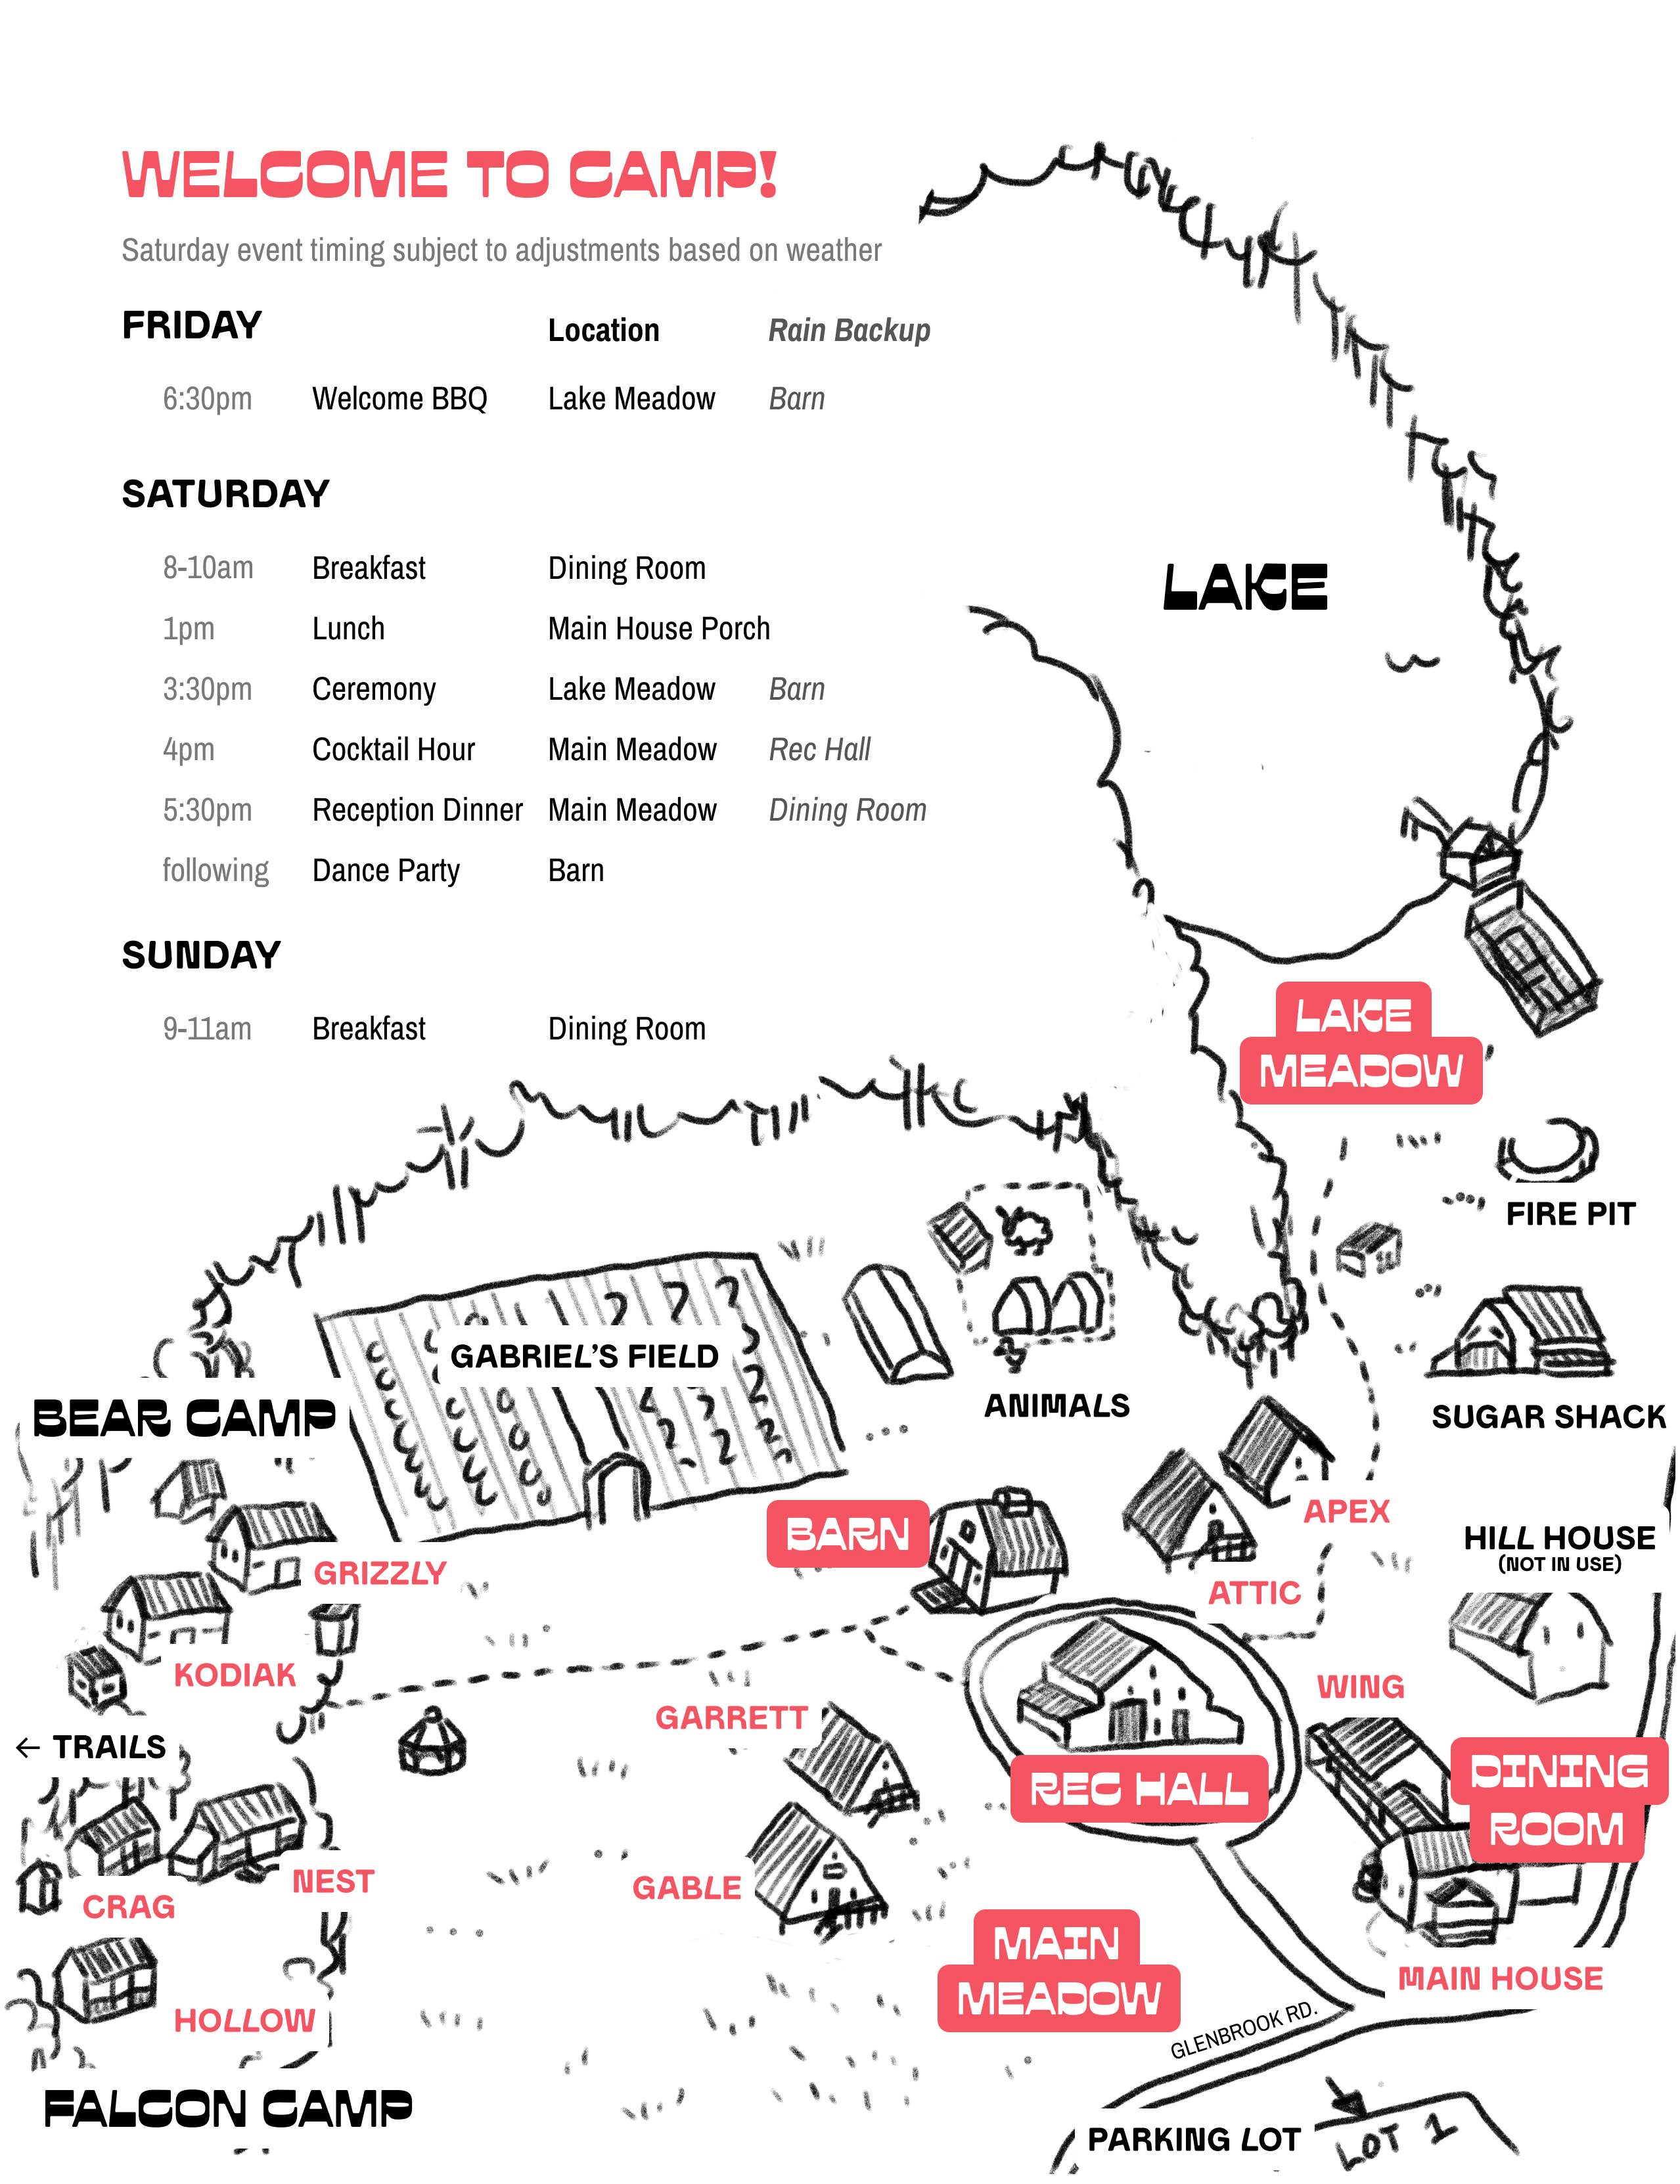 WELCOME TO CAMP!
Saturday event timing subject to adjustments based on weather
FRIDAY Location Rain Backup
6:30pm Welcome BBQ Lake Meadow Barn
SATURDAY
8-10am Breakfast Dining Room
1pm Lunch Main House Porch
3:30pm Ceremony Lake Meadow Barn
4pm Cocktail Hour Main Meadow Rec Hall
5:30pm Reception Dinner Main Meadow Dining Room
following Dance Party Barn
SUNDAY
9-11am Breakfast Dining Room
LAKE
LAKE
MEADOW
FIRE PIT
GABRIEL'S FIELD
BEAR CAMP
ANIMALS
SUGAR SHACK
BARN
APEX
HILL HOUSE
(NOT IN USE)
GRIZZLY
ATTIC
KODIAK
WING
GARRETT
← TRAILS
REC HALL
DINING
ROOM
NEST
CRAG
GABLE
MAIN
MEADOW
MAIN HOUSE
HOLLOW
GLENBROOK RD.
FALCON CAMP
PARKING LOT
LOT 1